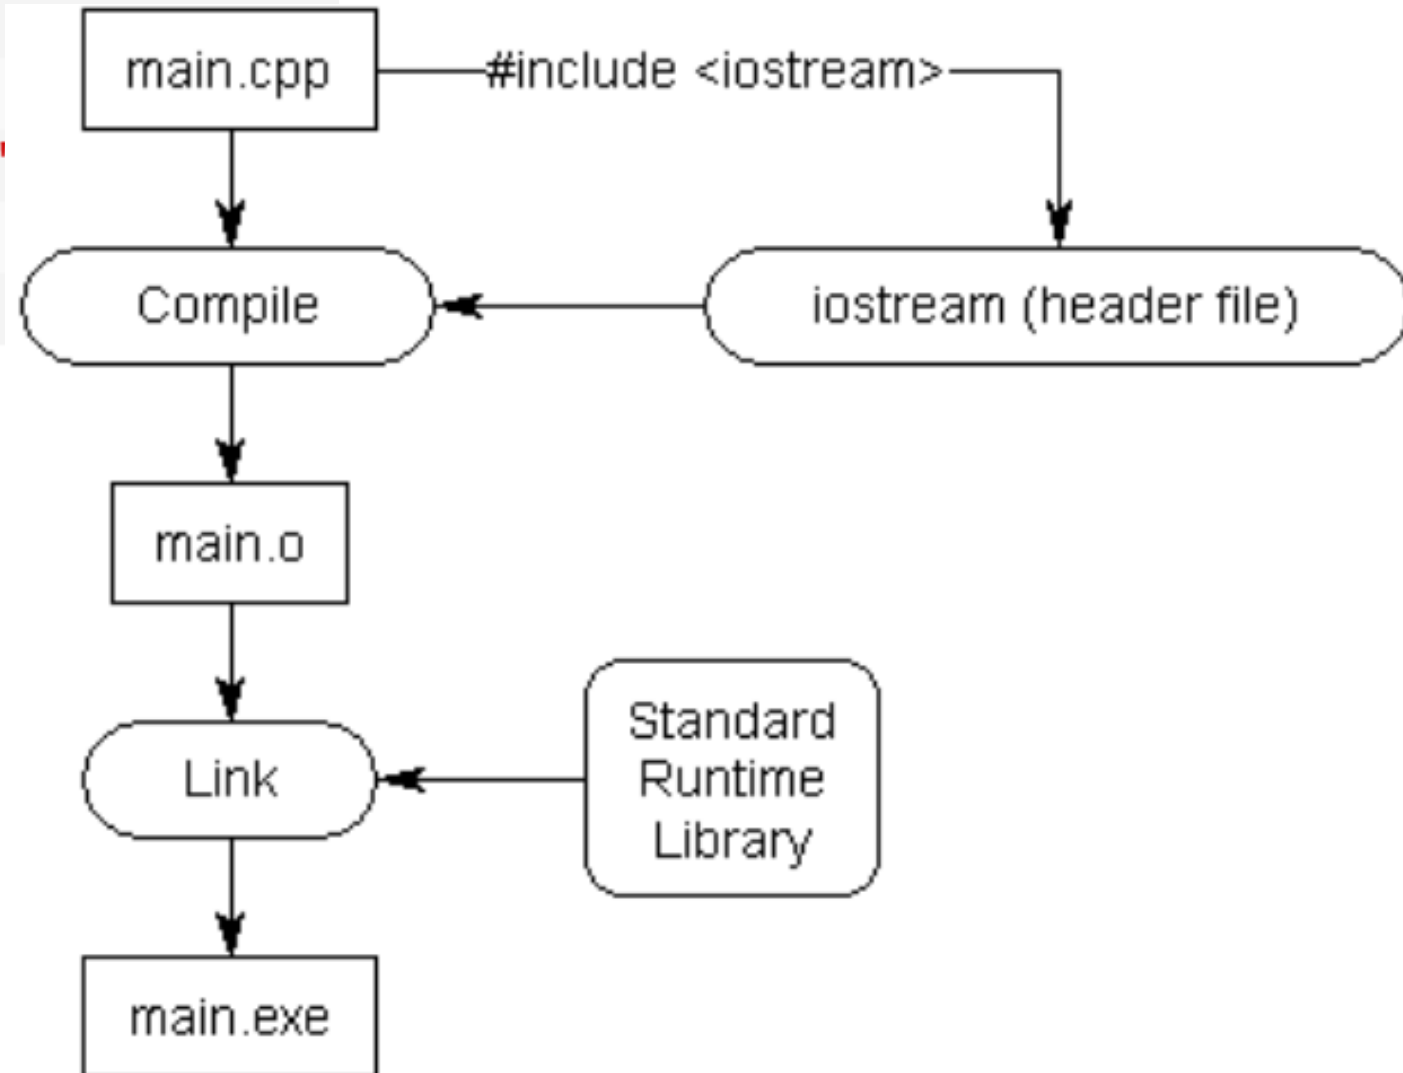 main.cpp
#include <iostream>
Compile
iostream (header file)
main.o
Standard
Runtime
Library
Link
main.exe